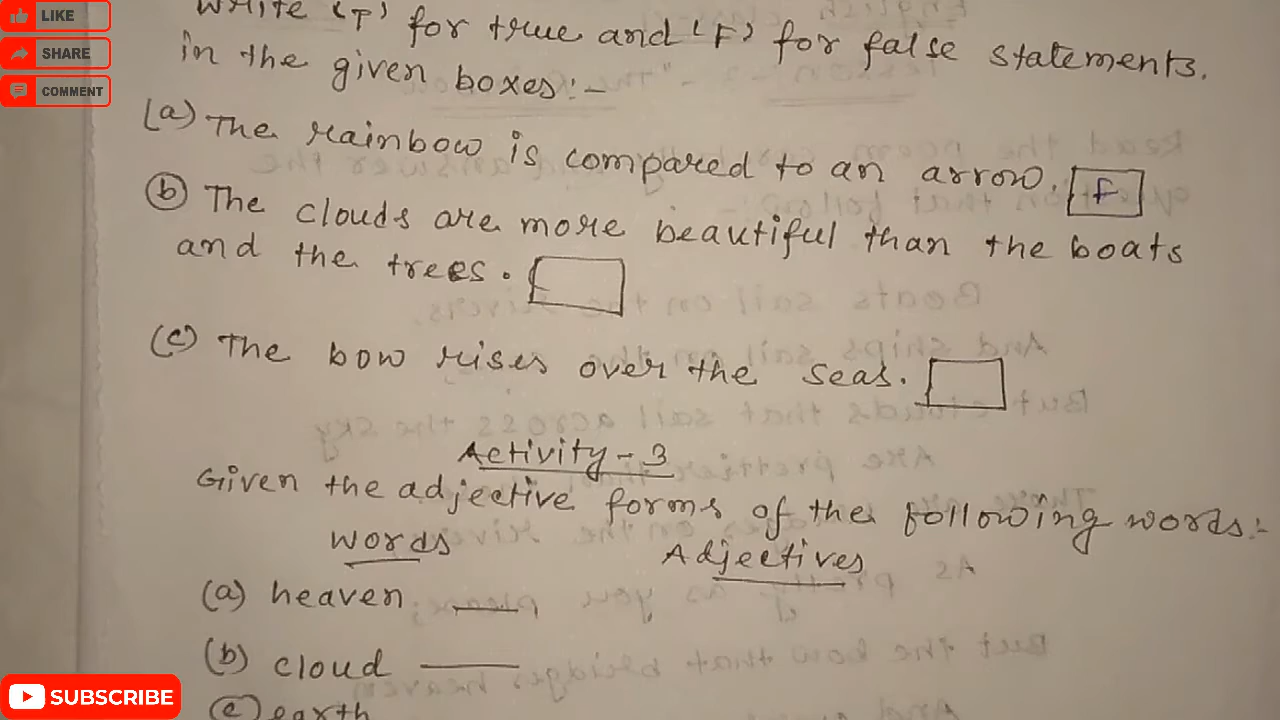 LIKE
SHARE
COMMENT
Write 'T' for true and 'F' for false statements.
in the given boxes:-
(a) The rainbow is compared to an arrow. F
(b) The clouds are more beautiful than the boats
and the trees.
(c) The bow rises over the seas.
Activity - 3
Given the adjective forms of the following words:-
words Adjectives
(a) heaven
(b) cloud
(c) earth
SUBSCRIBE